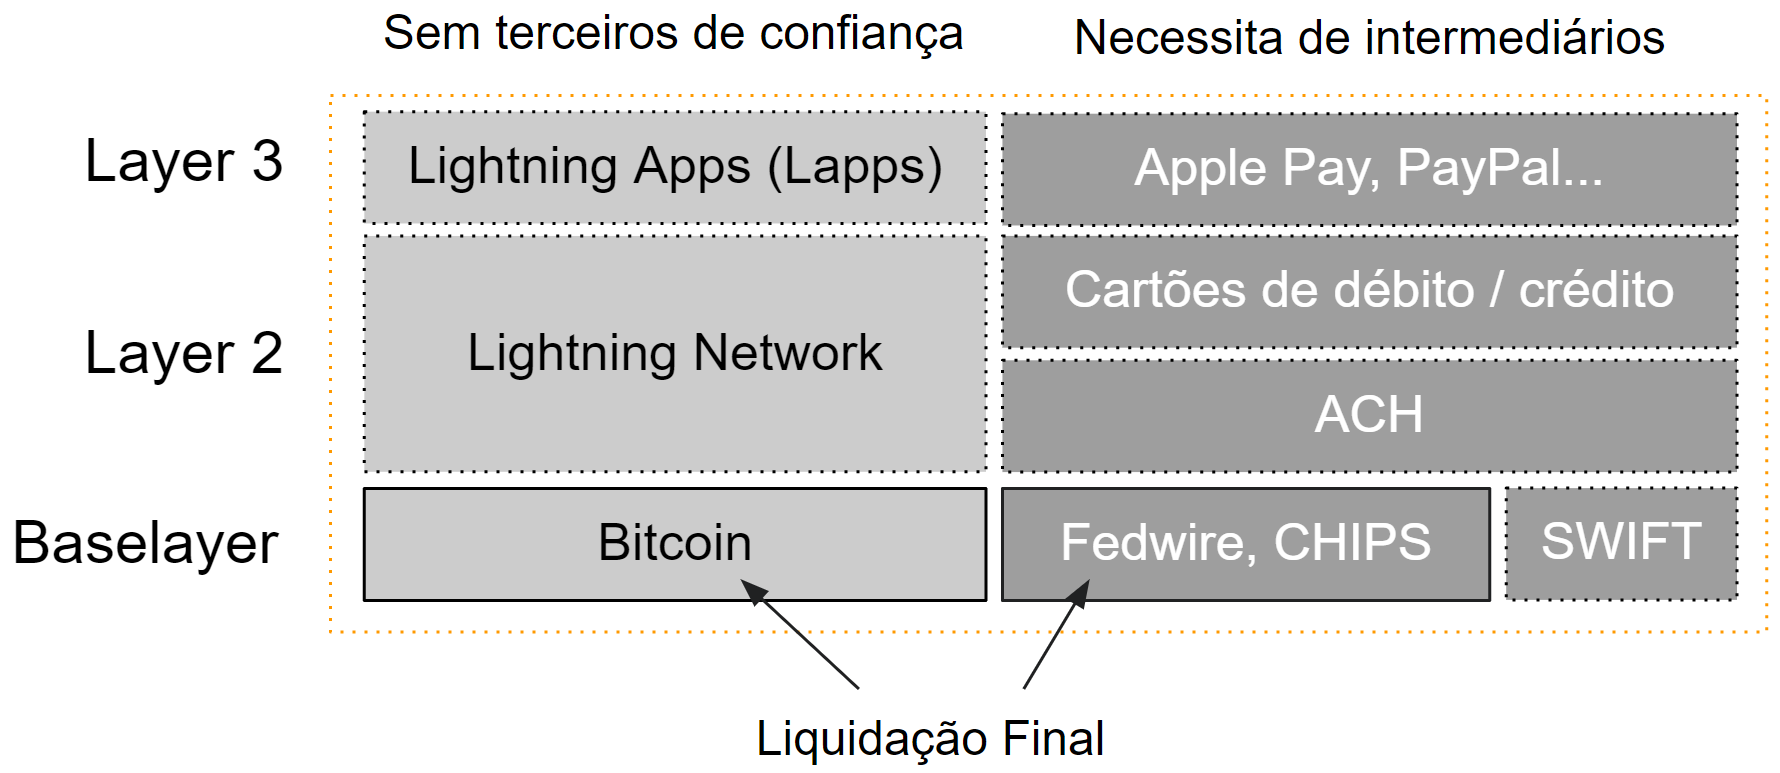 Sem terceiros de confiança
Necessita de intermediários
Layer 3
Lightning Apps (Lapps)
Apple Pay, PayPal...
Layer 2
Lightning Network
Cartões de débito / crédito
ACH
Baselayer
Bitcoin
Fedwire, CHIPS
SWIFT
Liquidação Final